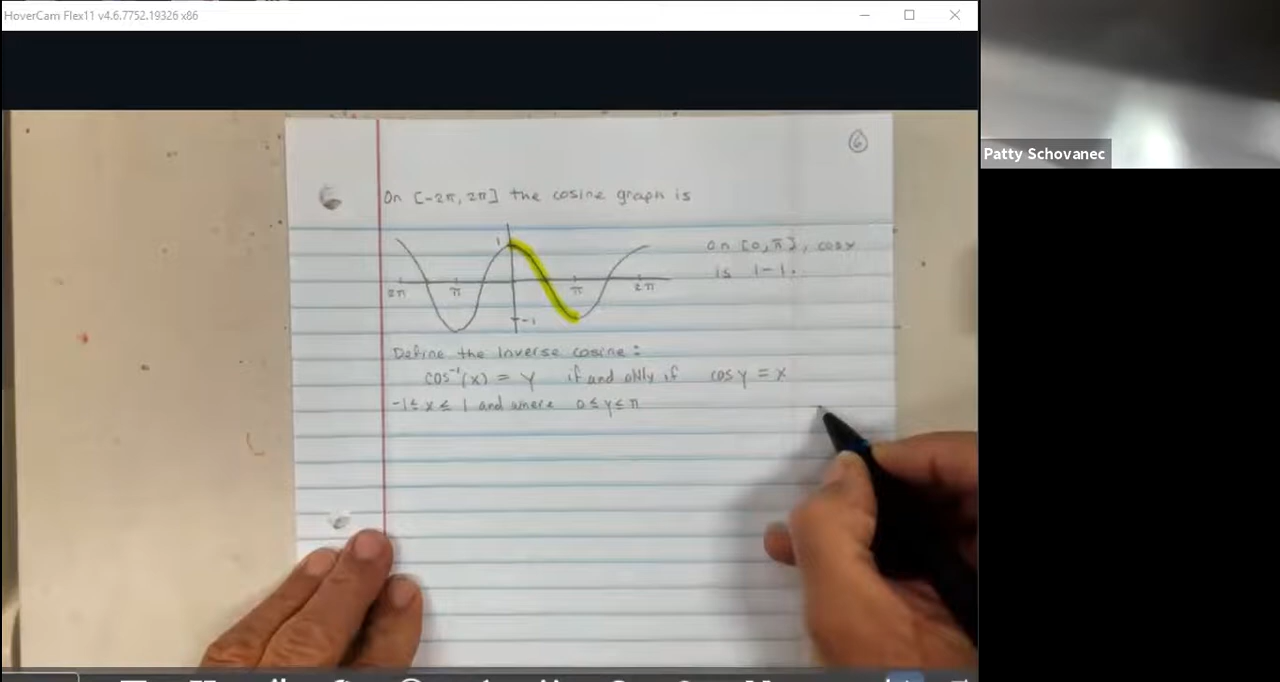 HoverCam Flex11 v4.6.7752.19326 x86
Patty Schovanec
6
On [-2π, 2π] the cosine graph is
1
On [0, π], cosx
is 1-1.
2π π π 2π
-1
Define the Inverse cosine:
cos⁻¹(x) = y if and only if cos y = x
-1 ≤ x ≤ 1 and where 0 ≤ y ≤ π